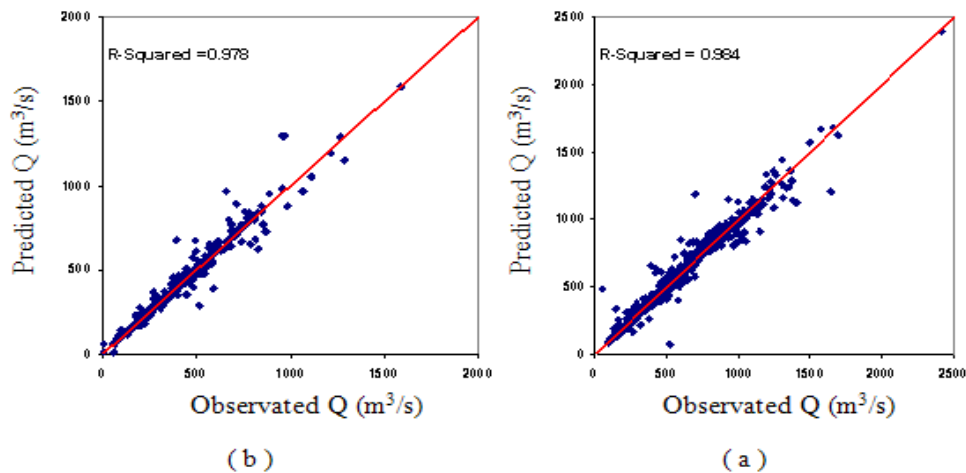 2000
R-Squared =0.978
1500
1000
500
0
0 500 1000 1500 2000
Predicted Q (m³/s)
Observated Q (m³/s)
( b )
2500
R-Squared = 0.984
2000
1500
1000
500
0
0 500 1000 1500 2000 2500
Predicted Q (m³/s)
Observated Q (m³/s)
( a )